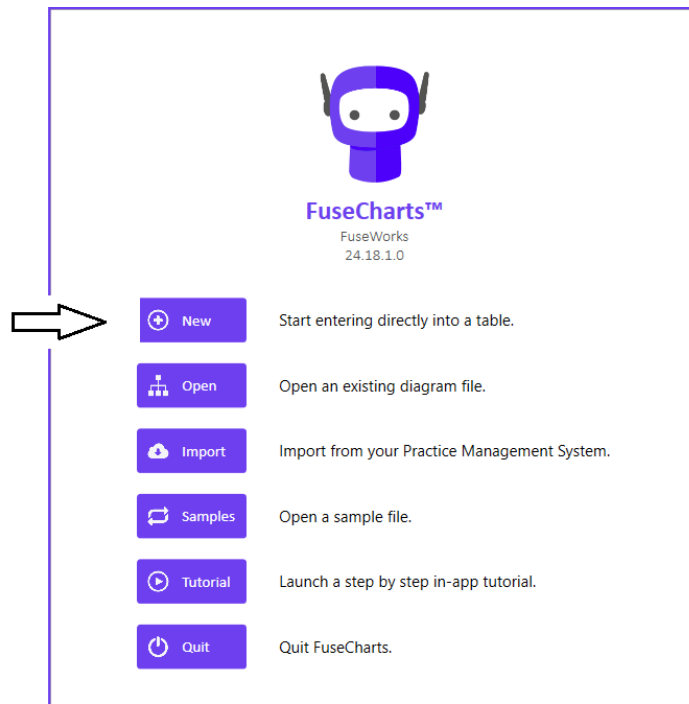 FuseCharts™
FuseWorks
24.18.1.0
New Start entering directly into a table.
Open Open an existing diagram file.
Import Import from your Practice Management System.
Samples Open a sample file.
Tutorial Launch a step by step in-app tutorial.
Quit Quit FuseCharts.